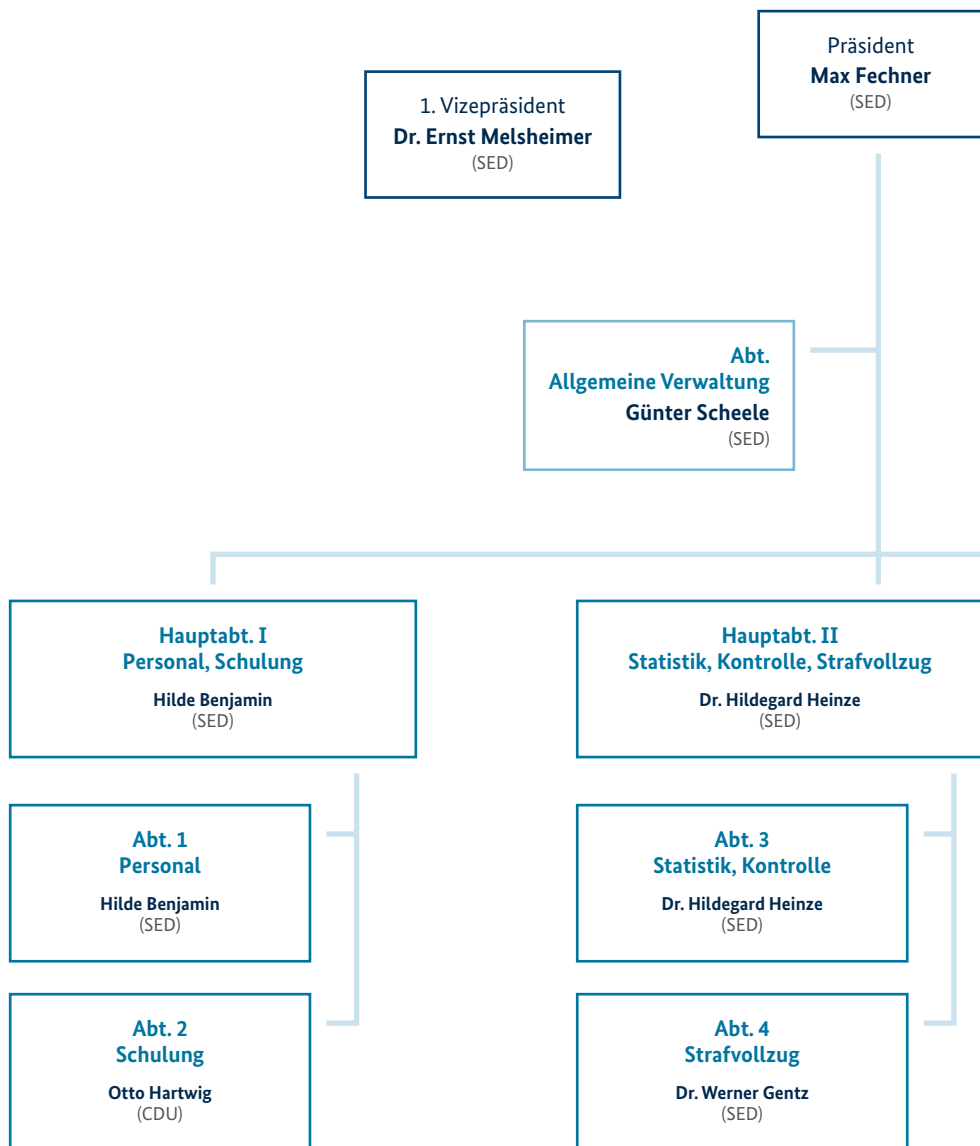 Präsident
Max Fechner
(SED)
1. Vizepräsident
Dr. Ernst Melsheimer
(SED)
Abt.
Allgemeine Verwaltung
Günter Scheele
(SED)
Hauptabt. I
Personal, Schulung
Hilde Benjamin
(SED)
Hauptabt. II
Statistik, Kontrolle, Strafvollzug
Dr. Hildegard Heinze
(SED)
Abt. 1
Personal
Hilde Benjamin
(SED)
Abt. 3
Statistik, Kontrolle
Dr. Hildegard Heinze
(SED)
Abt. 2
Schulung
Otto Hartwig
(CDU)
Abt. 4
Strafvollzug
Dr. Werner Gentz
(SED)